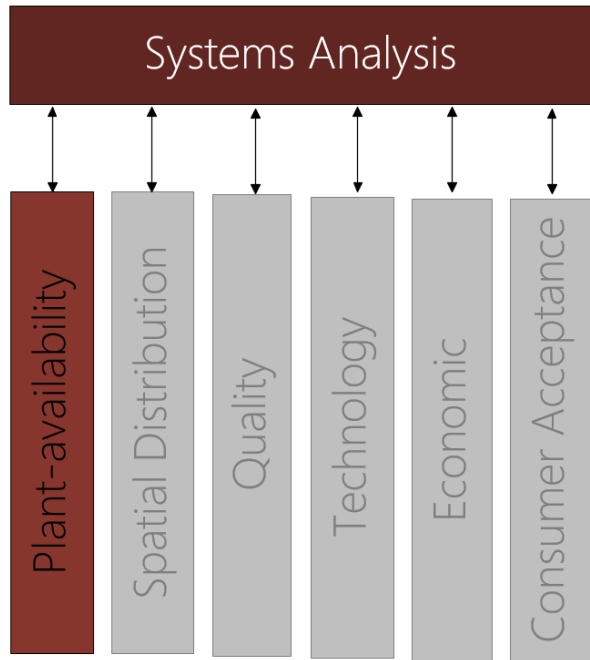 Systems Analysis
Plant-availability
Spatial Distribution
Quality
Technology
Economic
Consumer Acceptance